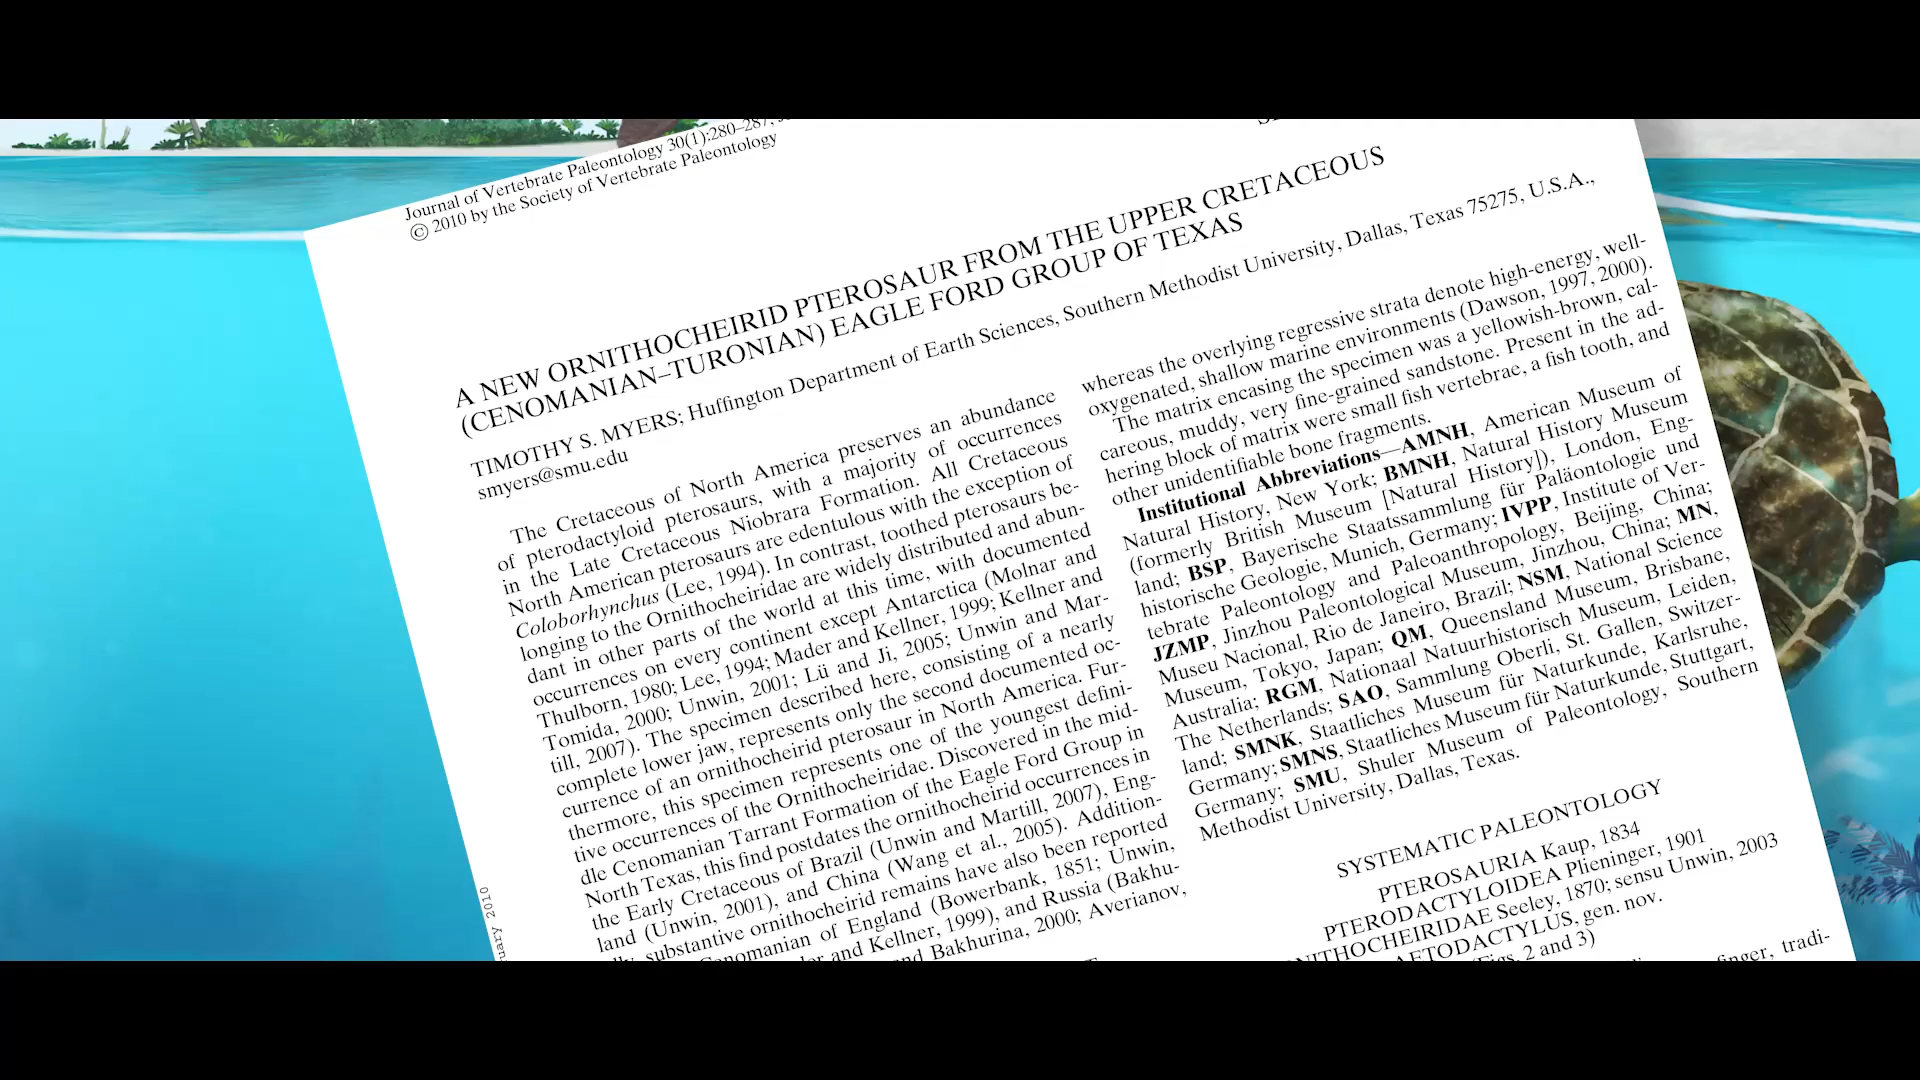 Journal of Vertebrate Paleontology 30(1):280–287,
© 2010 by the Society of Vertebrate Paleontology
A NEW ORNITHOCHEIRID PTEROSAUR FROM THE UPPER CRETACEOUS
(CENOMANIAN–TURONIAN) EAGLE FORD GROUP OF TEXAS
TIMOTHY S. MYERS; Huffington Department of Earth Sciences, Southern Methodist University, Dallas, Texas 75275, U.S.A.,
smyers@smu.edu
The Cretaceous of North America preserves an abundance
of pterodactyloid pterosaurs, with a majority of occurrences
in the Late Cretaceous Niobrara Formation. All Cretaceous
North American pterosaurs are edentulous with the exception of
Coloborhynchus (Lee, 1994). In contrast, toothed pterosaurs be-
longing to the Ornithocheiridae are widely distributed and abun-
dant in other parts of the world at this time, with documented
occurrences on every continent except Antarctica (Molnar and
Thulborn, 1980; Lee, 1994; Mader and Kellner, 1999; Kellner and
Tomida, 2000; Unwin, 2001; Lü and Ji, 2005; Unwin and Mar-
till, 2007). The specimen described here, consisting of a nearly
complete lower jaw, represents only the second documented oc-
currence of an ornithocheirid pterosaur in North America. Fur-
thermore, this specimen represents one of the youngest defini-
tive occurrences of the Ornithocheiridae. Discovered in the mid-
dle Cenomanian Tarrant Formation of the Eagle Ford Group in
North Texas, this find postdates the ornithocheirid occurrences in
the Early Cretaceous of Brazil (Unwin and Martill, 2007), Eng-
land (Unwin, 2001), and China (Wang et al., 2005). Addition-
ally, substantive ornithocheirid remains have also been reported
Cenomanian of England (Bowerbank, 1851; Unwin,
and Kellner, 1999), and Russia (Bakhu-
and Bakhurina, 2000; Averianov,
whereas the overlying regressive strata denote high-energy, well-
oxygenated, shallow marine environments (Dawson, 1997, 2000).
The matrix encasing the specimen was a yellowish-brown, cal-
careous, muddy, very fine-grained sandstone. Present in the ad-
hering block of matrix were small fish vertebrae, a fish tooth, and
other unidentifiable bone fragments.
Institutional Abbreviations—AMNH, American Museum of
Natural History, New York; BMNH, Natural History Museum
(formerly British Museum [Natural History]), London, Eng-
land; BSP, Bayerische Staatssammlung für Paläontologie und
historische Geologie, Munich, Germany; IVPP, Institute of Ver-
tebrate Paleontology and Paleoanthropology, Beijing, China;
JZMP, Jinzhou Paleontological Museum, Jinzhou, China; MN,
Museu Nacional, Rio de Janeiro, Brazil; NSM, National Science
Museum, Tokyo, Japan; QM, Queensland Museum, Brisbane,
Australia; RGM, Nationaal Natuurhistorisch Museum, Leiden,
The Netherlands; SAO, Sammlung Oberli, St. Gallen, Switzer-
land; SMNK, Staatliches Museum für Naturkunde, Karlsruhe,
Germany; SMNS, Staatliches Museum für Naturkunde, Stuttgart,
Germany; SMU, Shuler Museum of Paleontology, Southern
Methodist University, Dallas, Texas.
SYSTEMATIC PALEONTOLOGY
PTEROSAURIA Kaup, 1834
PTERODACTYLOIDEA Plieninger, 1901
NITHOCHEIRIDAE Seeley, 1870; sensu Unwin, 2003
AETODACTYLUS, gen. nov.
(Figs. 2 and 3)
finger, tradi-
uary 2010